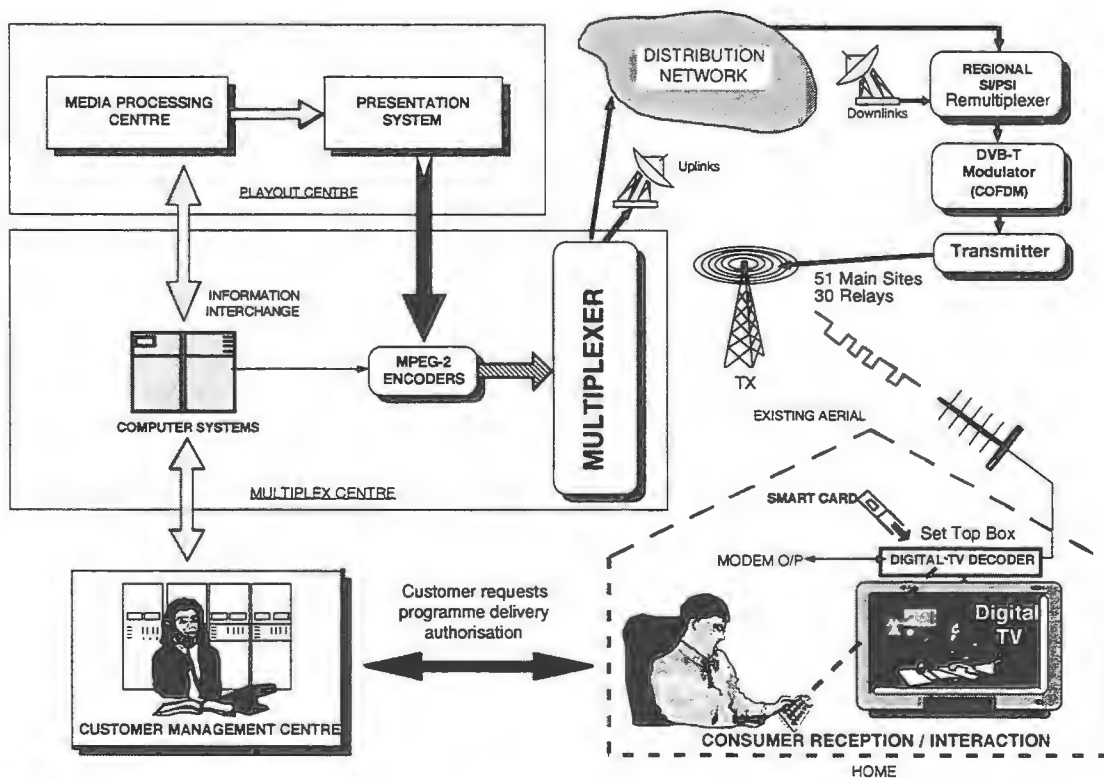 MEDIA PROCESSING
CENTRE
PRESENTATION
SYSTEM
PLAYOUT CENTRE
DISTRIBUTION
NETWORK
Downlinks
REGIONAL
SI/PSI
Remultiplexer
DVB-T
Modulator
(COFDM)
Transmitter
Uplinks
51 Main Sites
30 Relays
TX
INFORMATION
INTERCHANGE
COMPUTER SYSTEMS
MPEG-2
ENCODERS
MULTIPLEXER
MULTIPLEX CENTRE
EXISTING AERIAL
SMART CARD
Set Top Box
MODEM O/P
DIGITAL-TV DECODER
Digital
TV
Customer requests
programme delivery
authorisation
CUSTOMER MANAGEMENT CENTRE
CONSUMER RECEPTION / INTERACTION
HOME